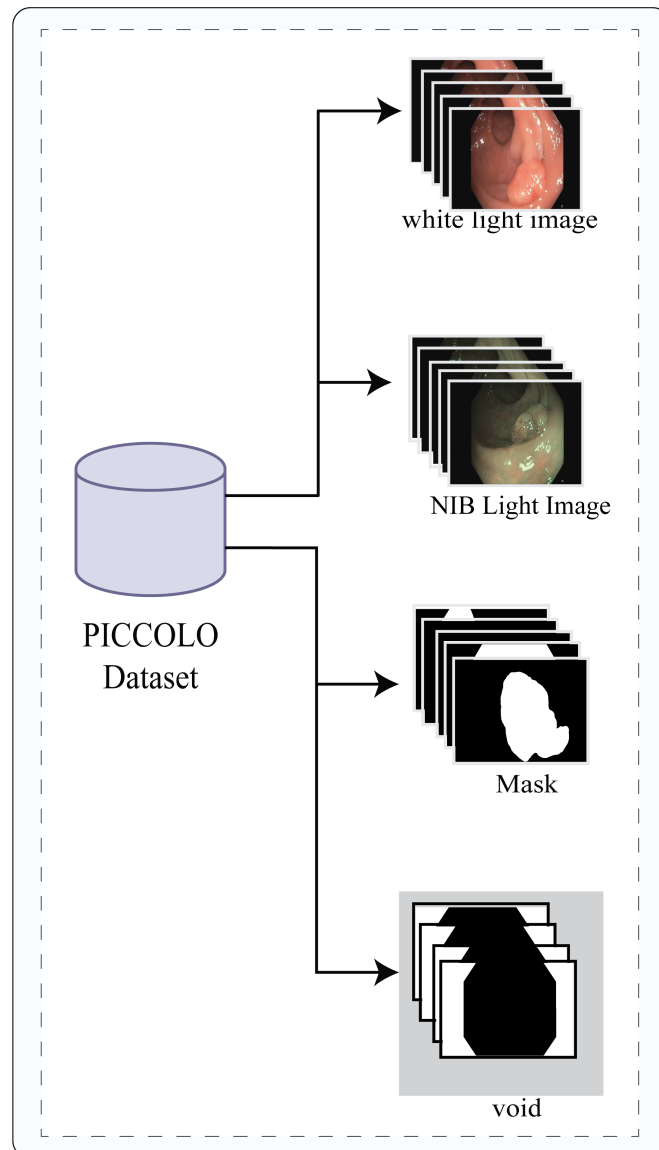 white light image
NIB Light Image
PICCOLO
Dataset
Mask
void